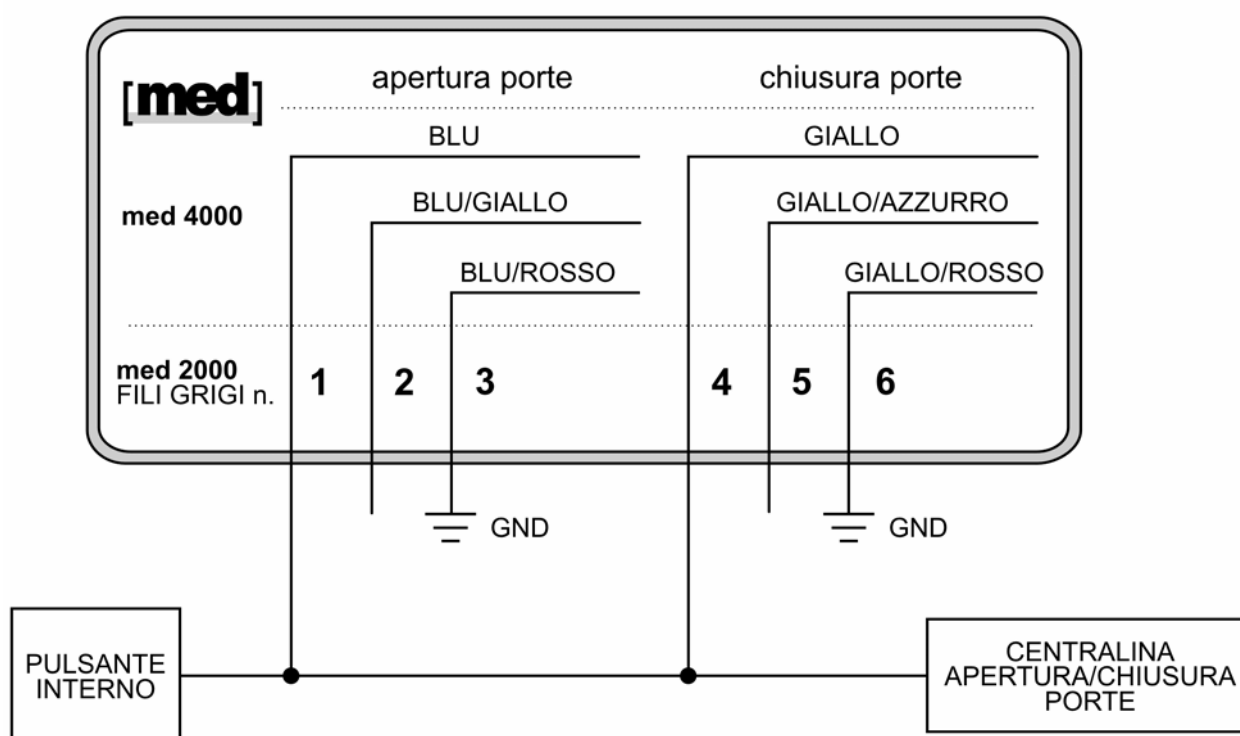 [med]
apertura porte
chiusura porte
BLU
GIALLO
med 4000
BLU/GIALLO
GIALLO/AZZURRO
BLU/ROSSO
GIALLO/ROSSO
med 2000
FILI GRIGI n.
1 2 3 4 5 6
GND
GND
PULSANTE
INTERNO
CENTRALINA
APERTURA/CHIUSURA
PORTE